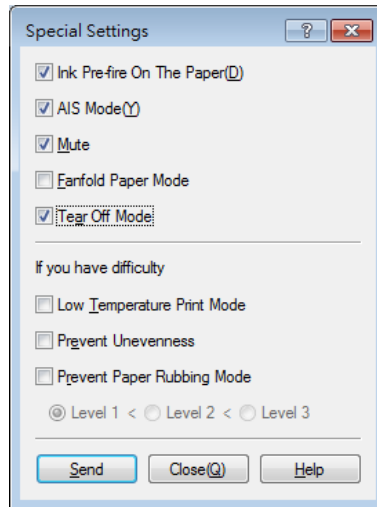 Special Settings
Ink Pre-fire On The Paper(D)
AIS Mode(Y)
Mute
Fanfold Paper Mode
Tear Off Mode
If you have difficulty
Low Temperature Print Mode
Prevent Unevenness
Prevent Paper Rubbing Mode
Level 1 < Level 2 < Level 3
Send Close(Q) Help